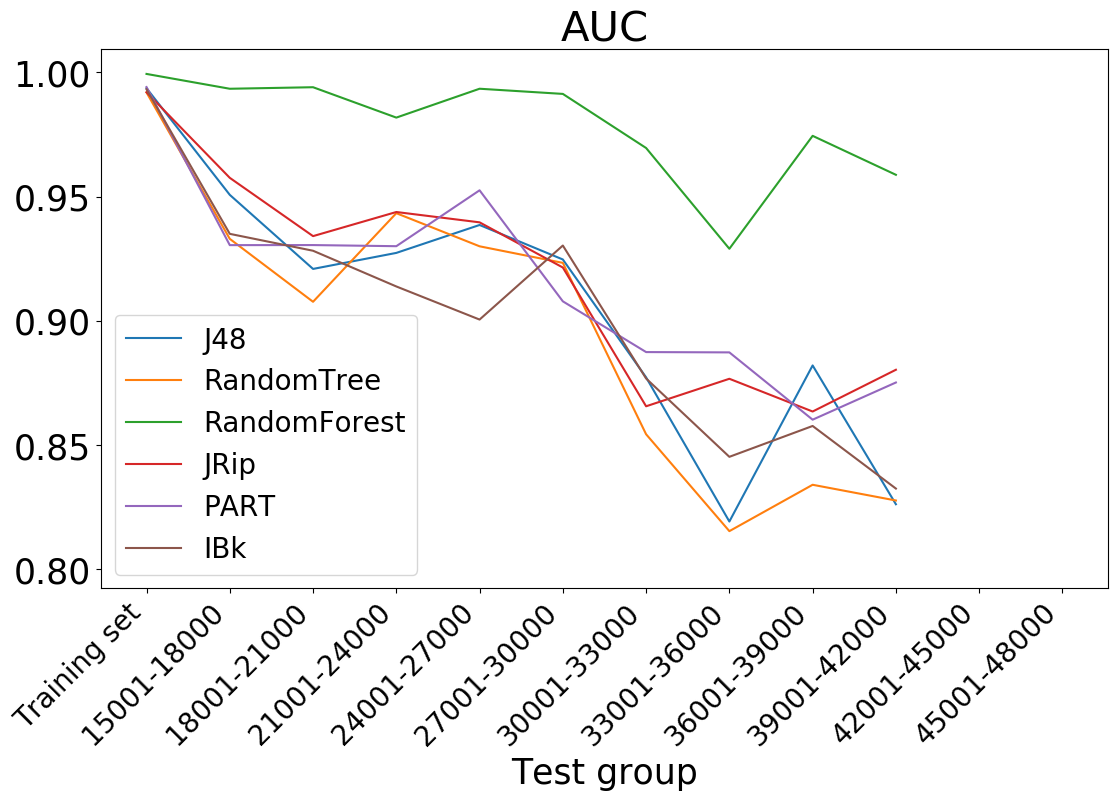 AUC
1.00
0.95
0.90
0.85
0.80
J48
RandomTree
RandomForest
JRip
PART
IBk
Training set
15001-18000
18001-21000
21001-24000
24001-27000
27001-30000
30001-33000
33001-36000
36001-39000
39001-42000
42001-45000
45001-48000
Test group